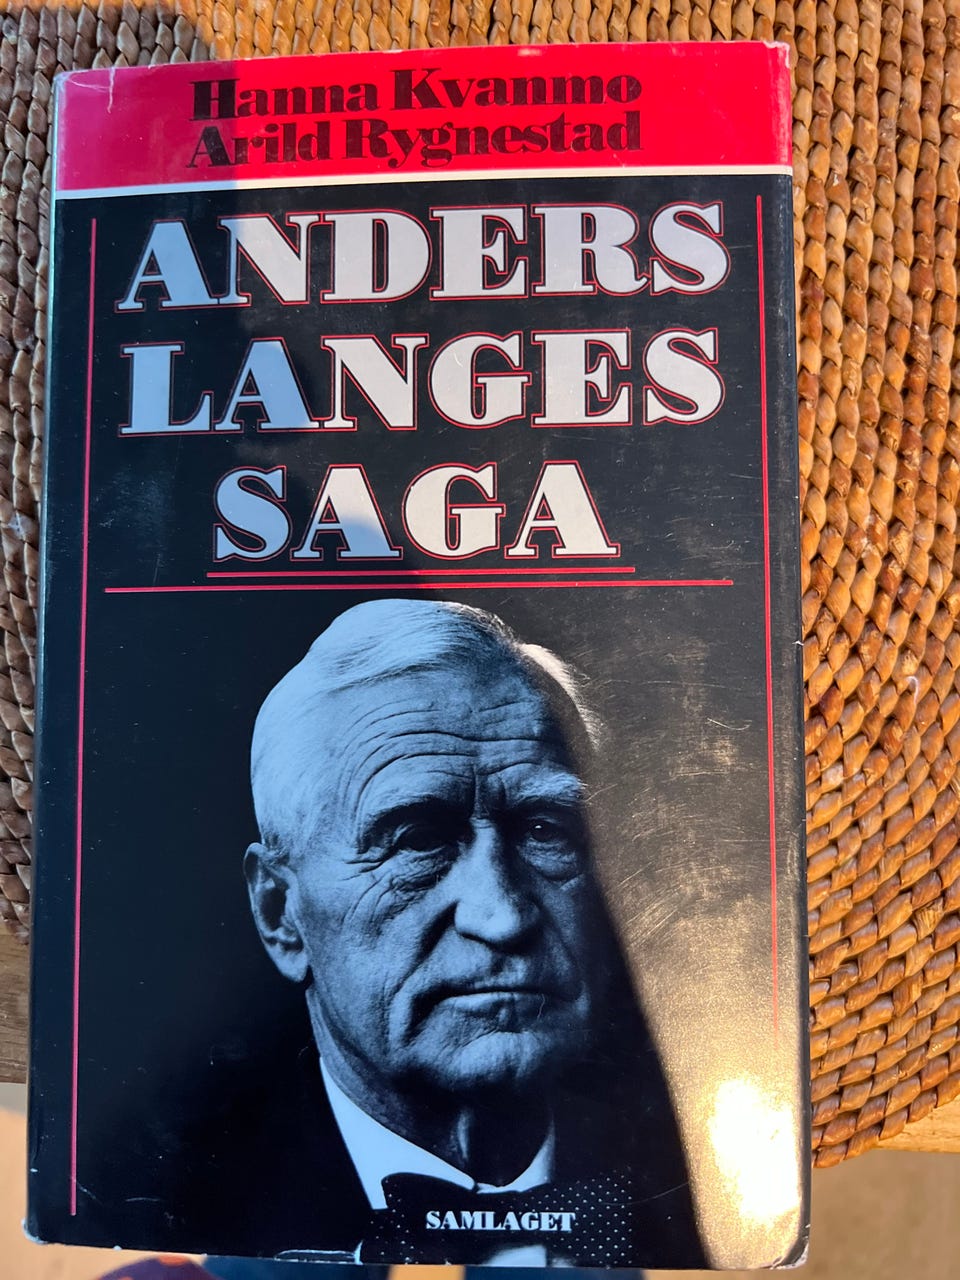 Hanna Kvanmo
Arild Rygnestad
ANDERS
LANGES
SAGA
SAMLAGET